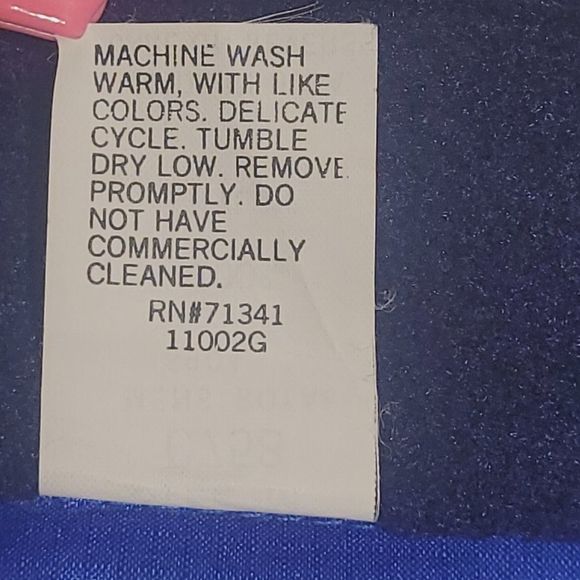 MACHINE WASH
WARM, WITH LIKE
COLORS. DELICATE
CYCLE. TUMBLE
DRY LOW. REMOVE
PROMPTLY. DO
NOT HAVE
COMMERCIALLY
CLEANED.
RN#71341
11002G